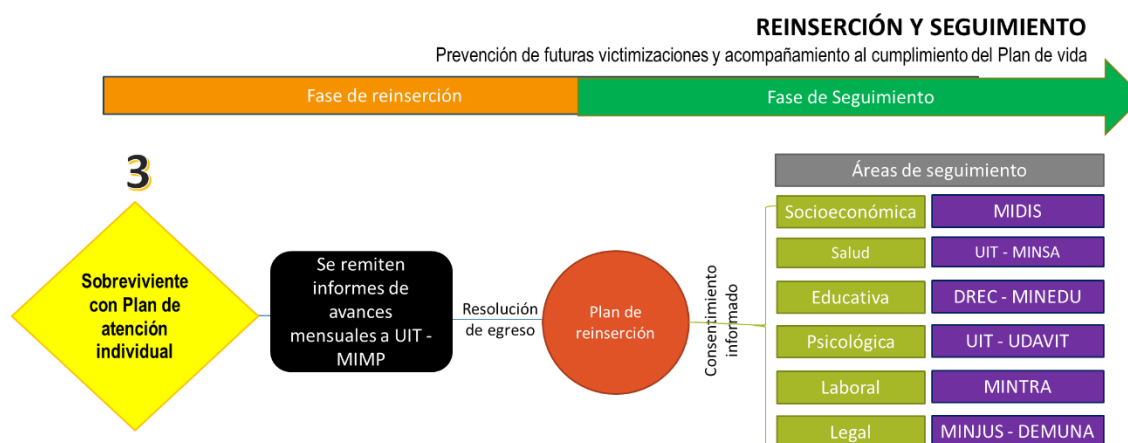 REINSERCIÓN Y SEGUIMIENTO
Prevención de futuras victimizaciones y acompañamiento al cumplimiento del Plan de vida
Fase de reinserción
Fase de Seguimiento
3
Sobreviviente
con Plan de
atención
individual
Se remiten
informes de
avances
mensuales a UIT -
MIMP
Resolución
de egreso
Plan de
reinserción
Consentimiento
informado
Áreas de seguimiento
Socioeconómica
MIDIS
Salud
UIT - MINSA
Educativa
DREC - MINEDU
Psicológica
UIT - UDAVIT
Laboral
MINTRA
Legal
MINJUS - DEMUNA